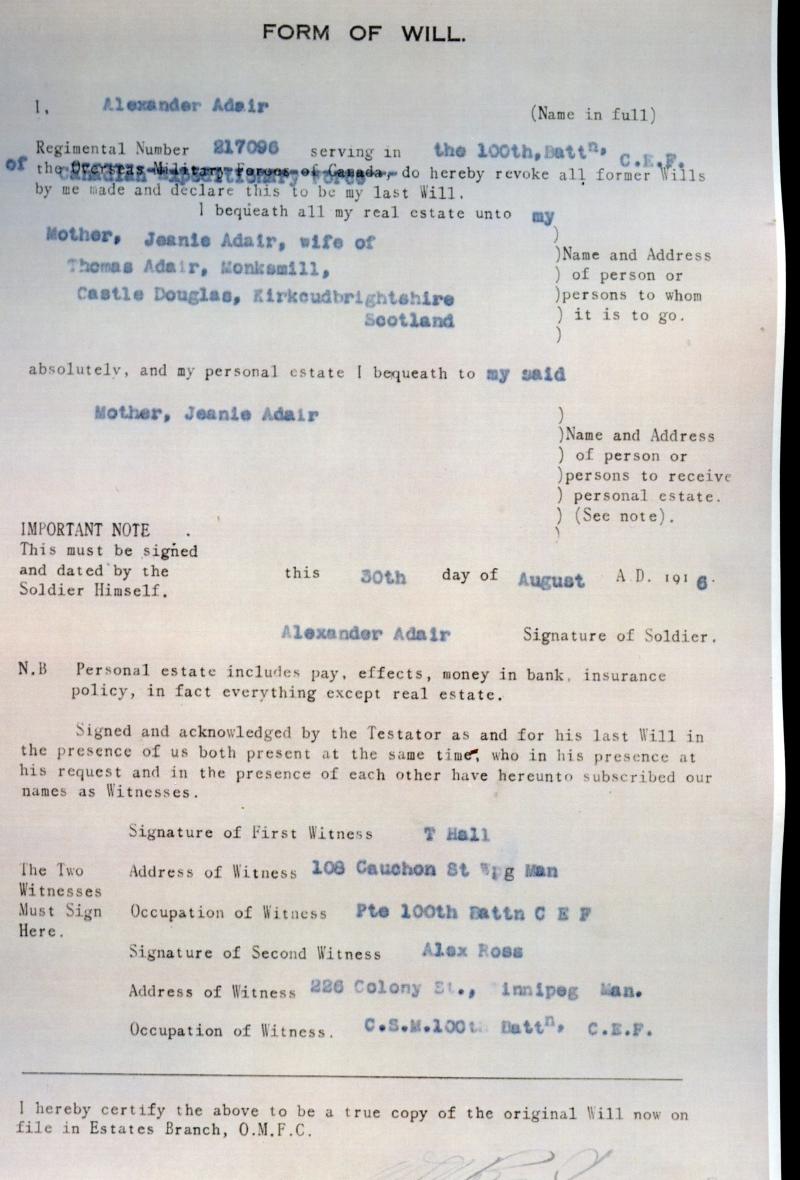 FORM OF WILL.
I, Alexander Adair (Name in full)
Regimental Number 217096 serving in the 100th, Battn, C.E.F.
of the Overseas Military Forces of Canada, do hereby revoke all former Wills
Canadian Expeditionary Force
by me made and declare this to be my last Will.
I bequeath all my real estate unto my
Mother, Jeanie Adair, wife of )
Thomas Adair, Monksmill, )Name and Address
Castle Douglas, Kirkcudbrightshire ) of person or
Scotland )persons to whom
) it is to go.
)
absolutely, and my personal estate I bequeath to my said
Mother, Jeanie Adair )
)Name and Address
) of person or
)persons to receive
) personal estate.
) (See note).
)
IMPORTANT NOTE .
This must be signed
and dated by the
Soldier Himself.
this 30th day of August A.D. 1916.
Alexander Adair Signature of Soldier.
N.B Personal estate includes pay, effects, money in bank, insurance
policy, in fact everything except real estate.
Signed and acknowledged by the Testator as and for his last Will in
the presence of us both present at the same time, who in his presence at
his request and in the presence of each other have hereunto subscribed our
names as Witnesses.
The Two
Witnesses
Must Sign
Here.
Signature of First Witness T Hall
Address of Witness 108 Cauchon St Wpg Man
Occupation of Witness Pte 100th Battn C E F
Signature of Second Witness Alex Ross
Address of Witness 226 Colony St., Winnipeg Man.
Occupation of Witness. C.S.M.100th Battn, C.E.F.
I hereby certify the above to be a true copy of the original Will now on
file in Estates Branch, O.M.F.C.